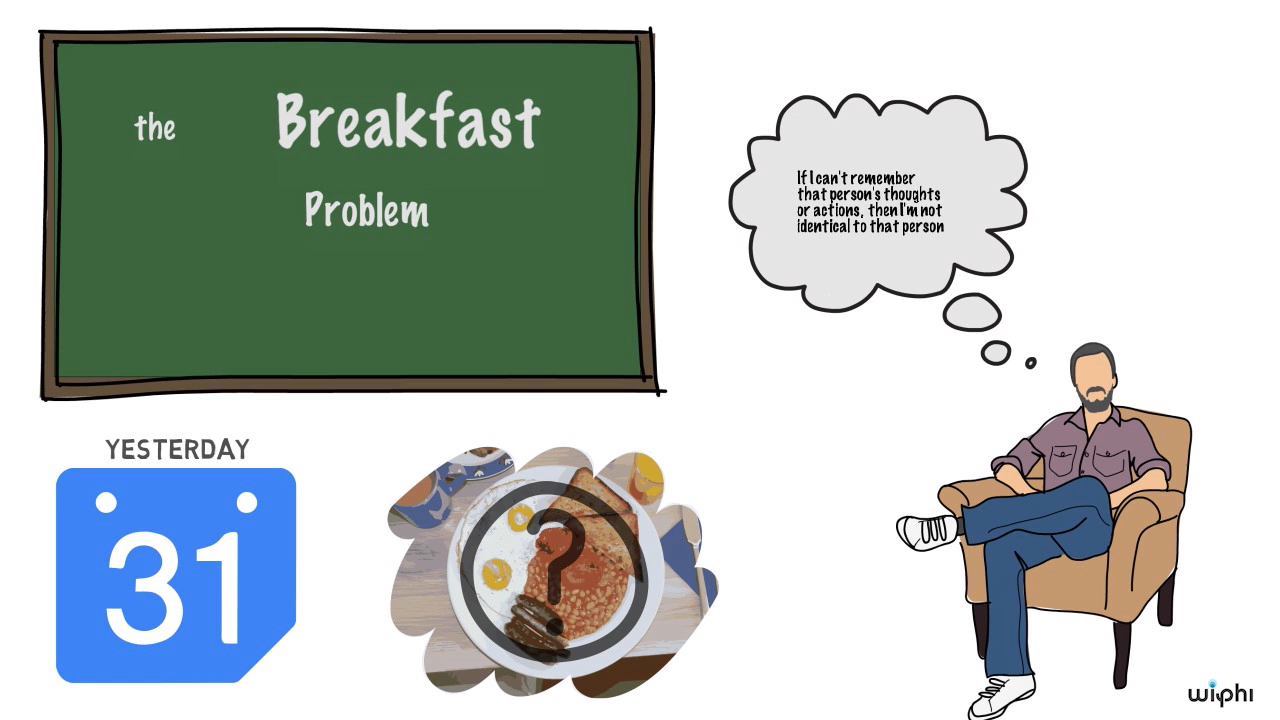 the Breakfast
Problem
If I can't remember
that person's thoughts
or actions, then I'm not
identical to that person
YESTERDAY
31
wiphi